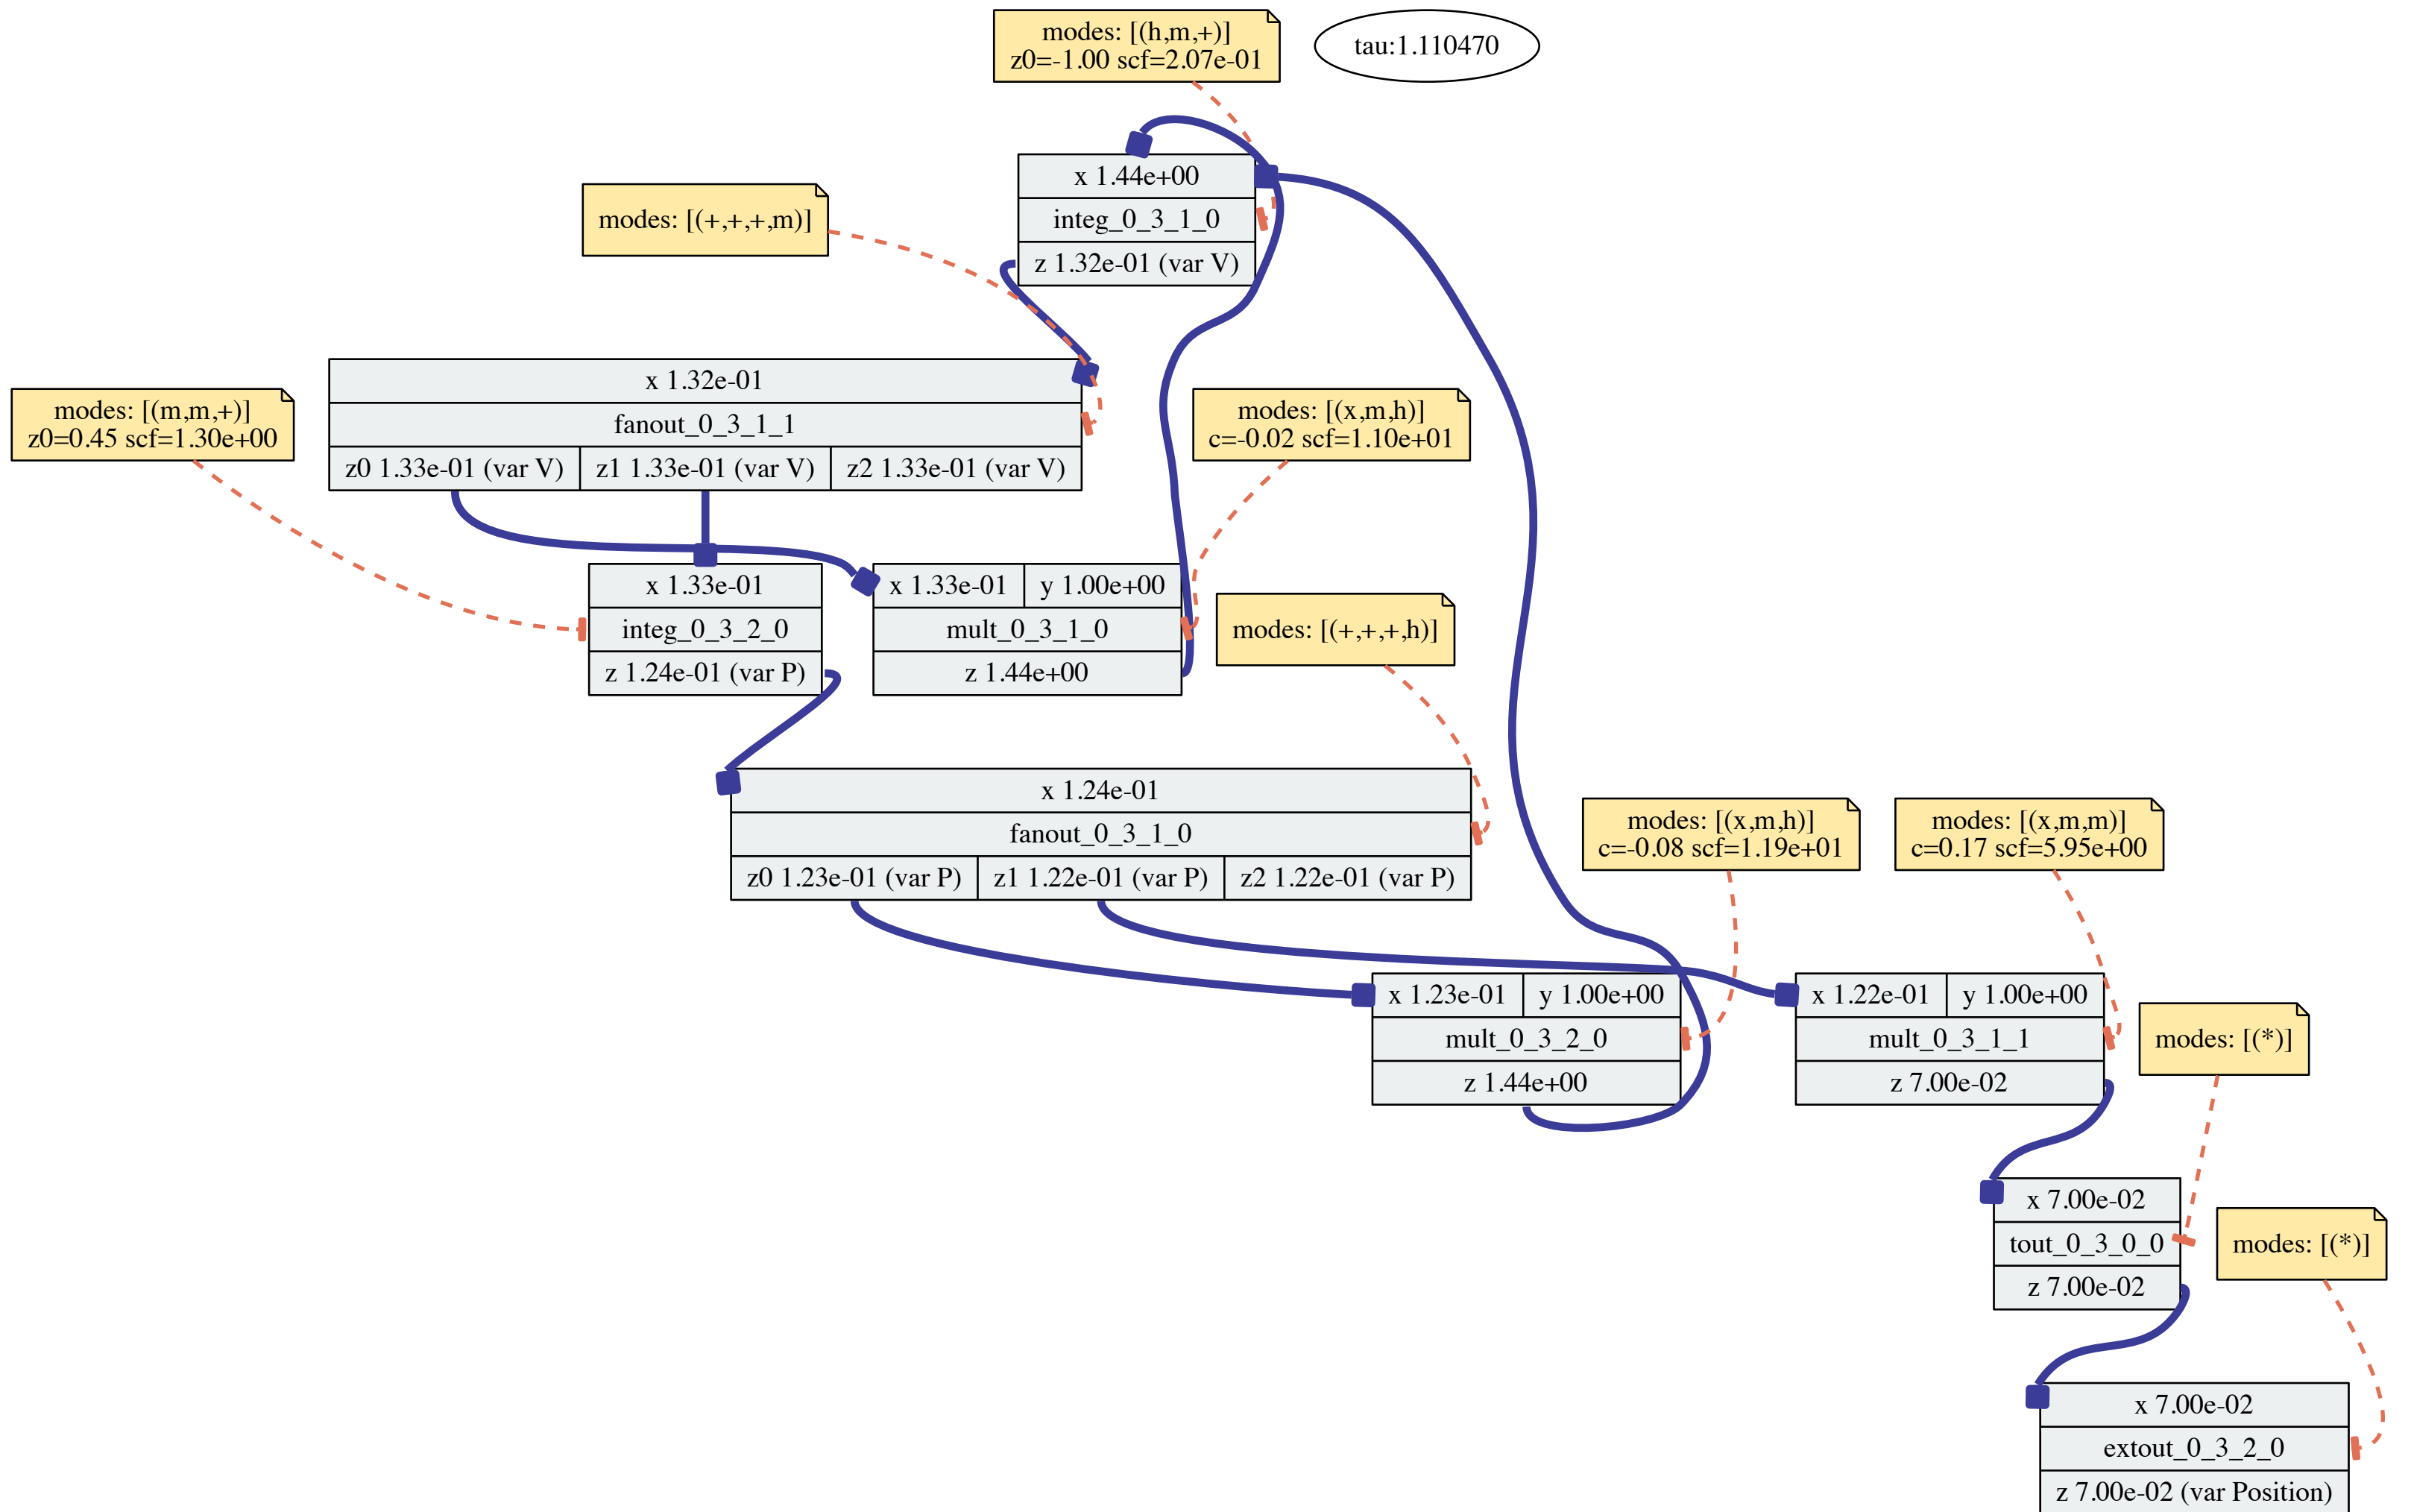 modes: [(h,m,+)]
z0=-1.00 scf=2.07e-01
tau:1.110470
x 1.44e+00
integ_0_3_1_0
z 1.32e-01 (var V)
modes: [(+,+,+,m)]
x 1.32e-01
fanout_0_3_1_1
z0 1.33e-01 (var V)
z1 1.33e-01 (var V)
z2 1.33e-01 (var V)
modes: [(m,m,+)]
z0=0.45 scf=1.30e+00
modes: [(x,m,h)]
c=-0.02 scf=1.10e+01
x 1.33e-01
integ_0_3_2_0
z 1.24e-01 (var P)
x 1.33e-01
y 1.00e+00
mult_0_3_1_0
z 1.44e+00
modes: [(+,+,+,h)]
x 1.24e-01
fanout_0_3_1_0
z0 1.23e-01 (var P)
z1 1.22e-01 (var P)
z2 1.22e-01 (var P)
modes: [(x,m,h)]
c=-0.08 scf=1.19e+01
modes: [(x,m,m)]
c=0.17 scf=5.95e+00
x 1.23e-01
y 1.00e+00
mult_0_3_2_0
z 1.44e+00
x 1.22e-01
y 1.00e+00
mult_0_3_1_1
z 7.00e-02
modes: [(*)]
x 7.00e-02
tout_0_3_0_0
z 7.00e-02
modes: [(*)]
x 7.00e-02
extout_0_3_2_0
z 7.00e-02 (var Position)